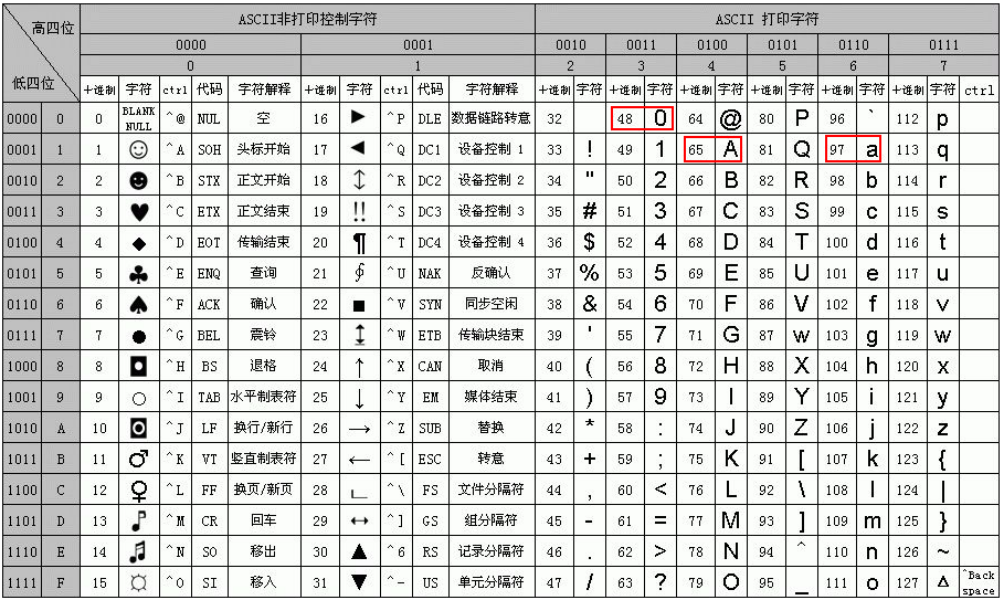 高四位 ASCII非打印控制字符 ASCII 打印字符
0000 0001 0010 0011 0100 0101 0110 0111
0 1 2 3 4 5 6 7
低四位 十进制 字符 ctrl 代码 字符解释 十进制 字符 ctrl 代码 字符解释 十进制 字符 十进制 字符 十进制 字符 十进制 字符 十进制 字符 十进制 字符 ctrl
0000 0 0 BLANK NULL ^@ NUL 空 16 ► ^P DLE 数据链路转意 32 48 0 64 @ 80 P 96 ` 112 p
0001 1 1 ☺ ^A SOH 头标开始 17 ◄ ^Q DC1 设备控制 1 33 ! 49 1 65 A 81 Q 97 a 113 q
0010 2 2 ☻ ^B STX 正文开始 18 ↕ ^R DC2 设备控制 2 34 " 50 2 66 B 82 R 98 b 114 r
0011 3 3 ♥ ^C ETX 正文结束 19 ‼ ^S DC3 设备控制 3 35 # 51 3 67 C 83 S 99 c 115 s
0100 4 4 ♦ ^D EOT 传输结束 20 ¶ ^T DC4 设备控制 4 36 $ 52 4 68 D 84 T 100 d 116 t
0101 5 5 ♣ ^E ENQ 查询 21 ∮ ^U NAK 反确认 37 % 53 5 69 E 85 U 101 e 117 u
0110 6 6 ♠ ^F ACK 确认 22 ■ ^V SYN 同步空闲 38 & 54 6 70 F 86 V 102 f 118 v
0111 7 7 ● ^G BEL 震铃 23 ↨ ^W ETB 传输块结束 39 ' 55 7 71 G 87 w 103 g 119 w
1000 8 8 ◘ ^H BS 退格 24 ↑ ^X CAN 取消 40 ( 56 8 72 H 88 X 104 h 120 x
1001 9 9 ○ ^I TAB 水平制表符 25 ↓ ^Y EM 媒体结束 41 ) 57 9 73 I 89 Y 105 i 121 y
1010 A 10 ◙ ^J LF 换行/新行 26 → ^Z SUB 替换 42 * 58 : 74 J 90 Z 106 j 122 z
1011 B 11 ♂ ^K VT 竖直制表符 27 ← ^[ ESC 转意 43 + 59 ; 75 K 91 [ 107 k 123 {
1100 C 12 ♀ ^L FF 换页/新页 28 ∟ ^\ FS 文件分隔符 44 , 60 < 76 L 92 \ 108 l 124 |
1101 D 13 ♪ ^M CR 回车 29 ↔ ^] GS 组分隔符 45 - 61 = 77 M 93 ] 109 m 125 }
1110 E 14 ♫ ^N SO 移出 30 ▲ ^6 RS 记录分隔符 46 . 62 > 78 N 94 ^ 110 n 126 ~
1111 F 15 ☼ ^O SI 移入 31 ▼ ^- US 单元分隔符 47 / 63 ? 79 O 95 _ 111 o 127 Δ ^Back space